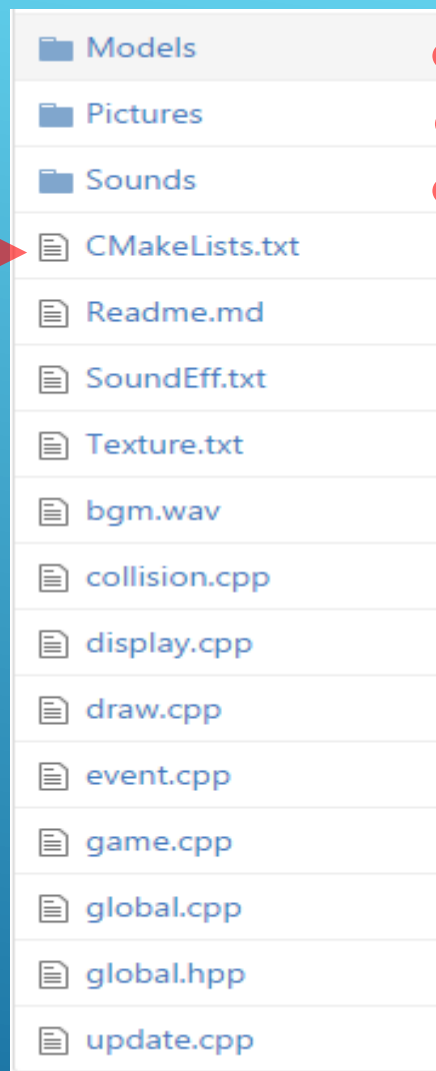 Models
Pictures
Sounds
CMakeLists.txt
Readme.md
SoundEff.txt
Texture.txt
bgm.wav
collision.cpp
display.cpp
draw.cpp
event.cpp
game.cpp
global.cpp
global.hpp
update.cpp